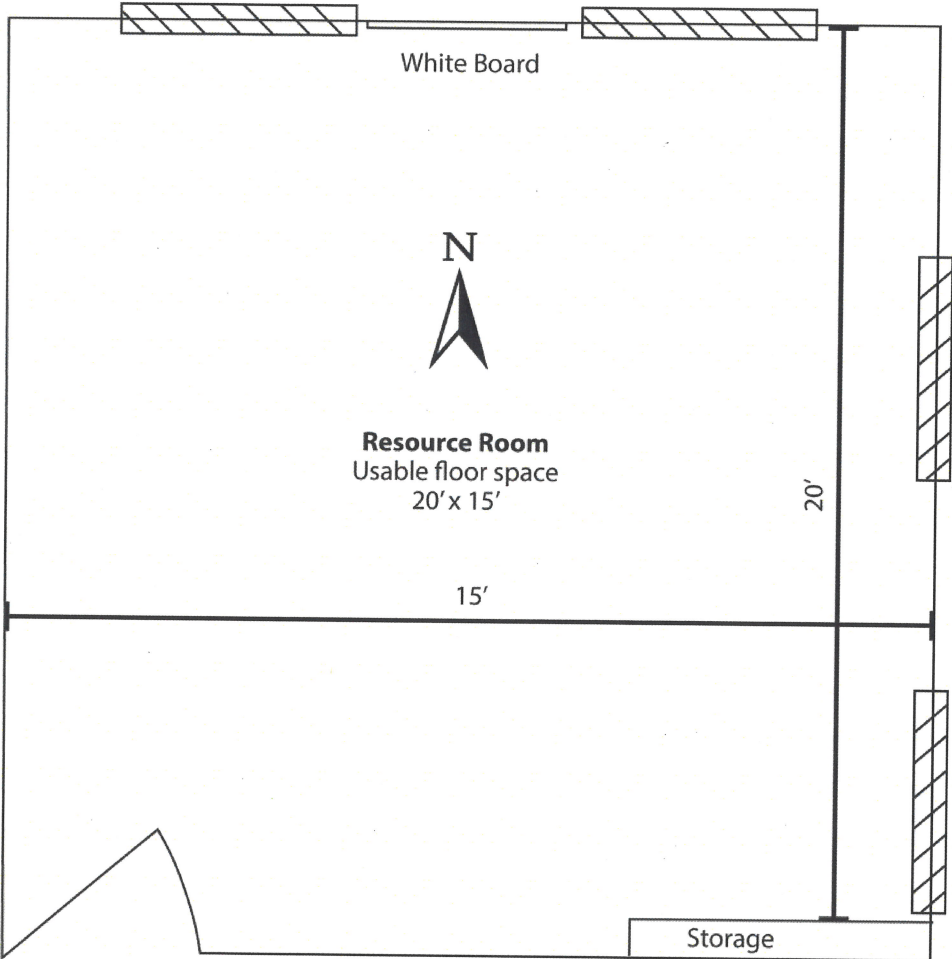 White Board
N
Resource Room
Usable floor space
20’ x 15’
20’
15’
Storage